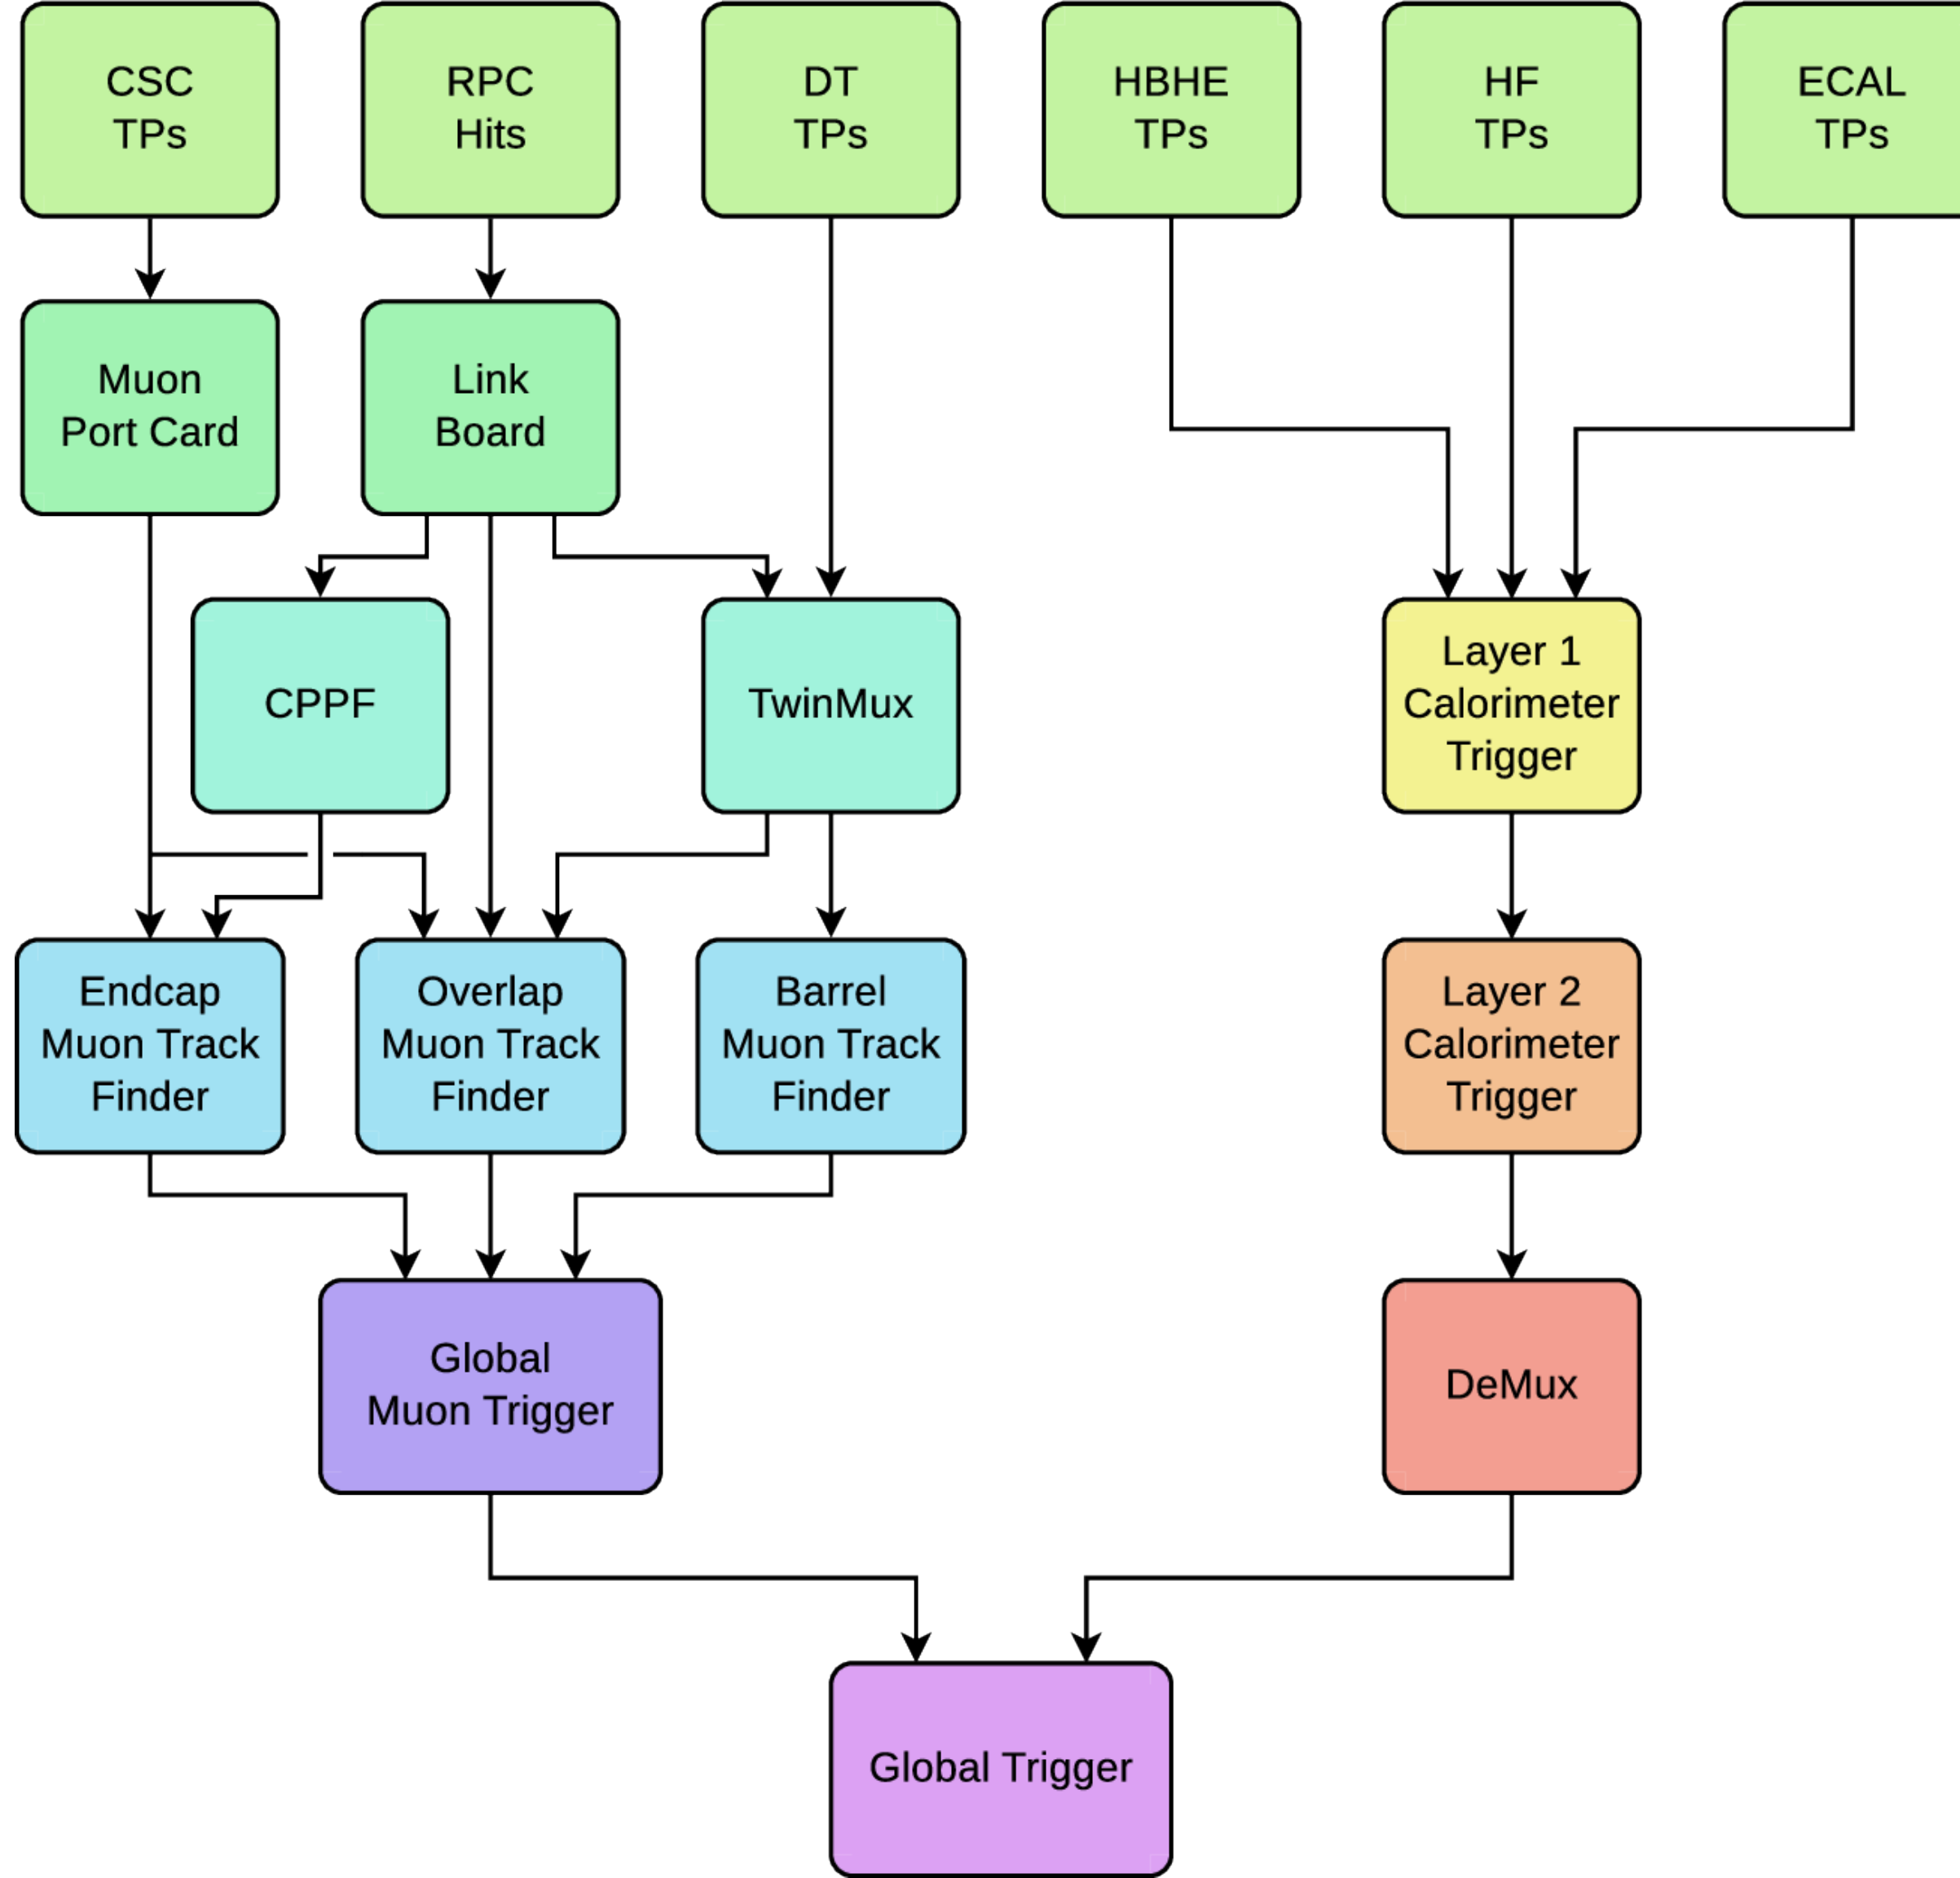 CSC
TPs
RPC
Hits
DT
TPs
HBHE
TPs
HF
TPs
ECAL
TPs
Muon
Port Card
Link
Board
CPPF
TwinMux
Layer 1
Calorimeter
Trigger
Endcap
Muon Track
Finder
Overlap
Muon Track
Finder
Barrel
Muon Track
Finder
Layer 2
Calorimeter
Trigger
Global
Muon Trigger
DeMux
Global Trigger